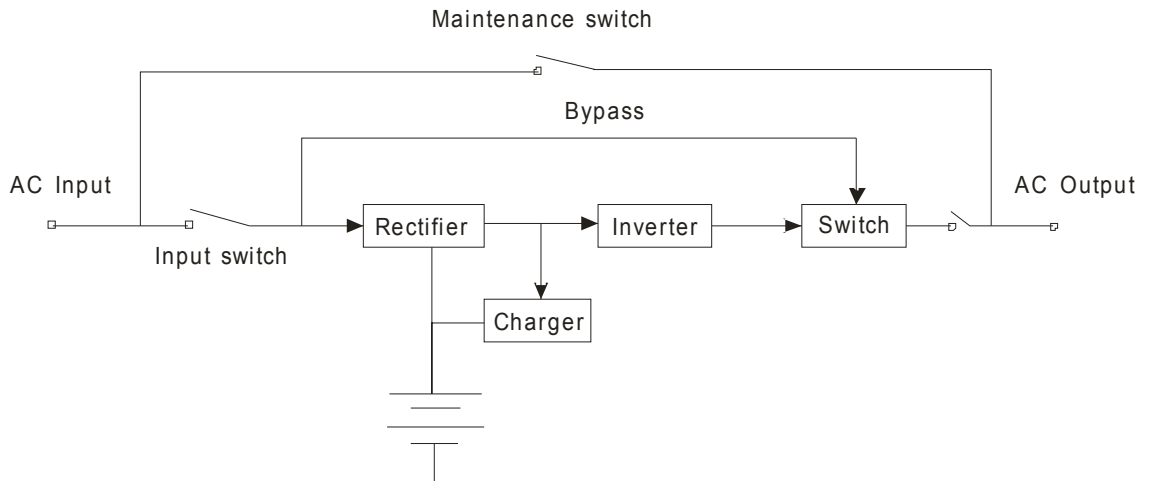 Maintenance switch
Bypass
AC Input
AC Output
Rectifier
Inverter
Switch
Input switch
Charger